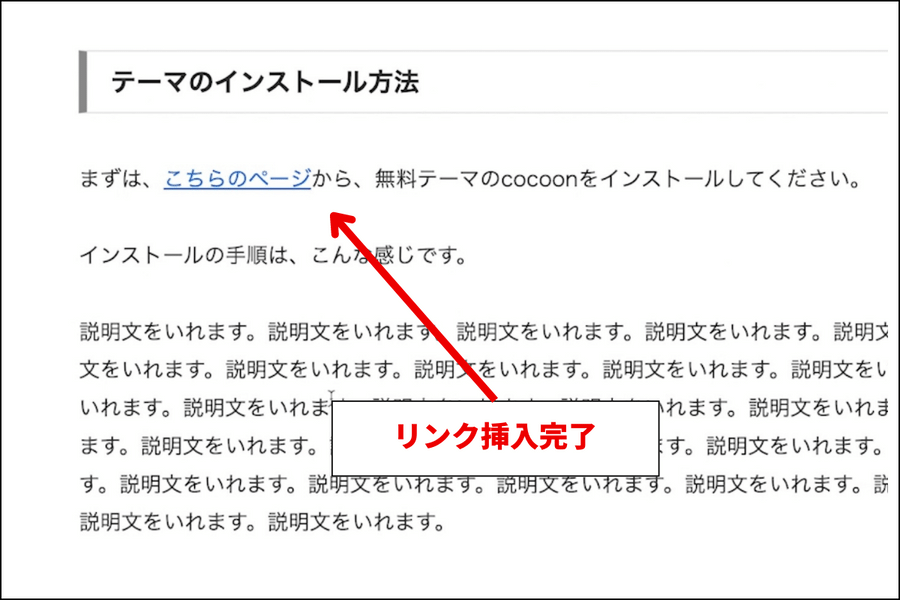 テーマのインストール方法
まずは、こちらのページから、無料テーマのcocoonをインストールしてください。
インストールの手順は、こんな感じです。
説明文をいれます。説明文をいれます。説明文をいれます。説明文をいれます。説明文
文をいれます。説明文をいれます。説明文をいれます。説明文をいれます。説明文をい
いれます。説明文をいれま れます。説明文をいれま
ます。説明文をいれます。 ます。説明文をいれます。
す。説明文をいれます。説明文をいれます。説明文をいれます。説明文をいれます。説
説明文をいれます。説明文をいれます。
リンク挿入完了